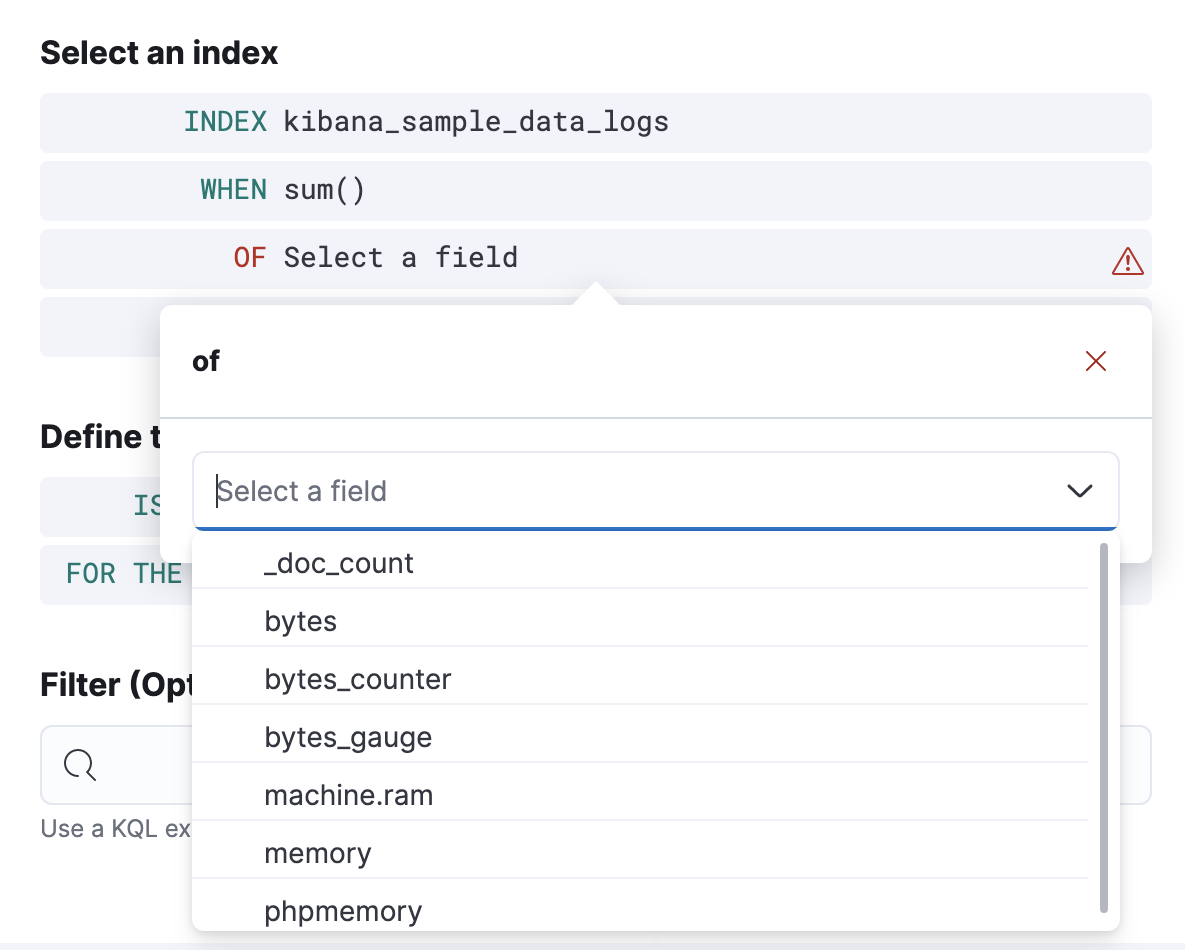 Select an index
INDEX kibana_sample_data_logs
WHEN sum()
OF Select a field
of
Define t
IS
Select a field
FOR THE
_doc_count
bytes
bytes_counter
Filter (Opt
bytes_gauge
machine.ram
Use a KQL ex
memory
phpmemory